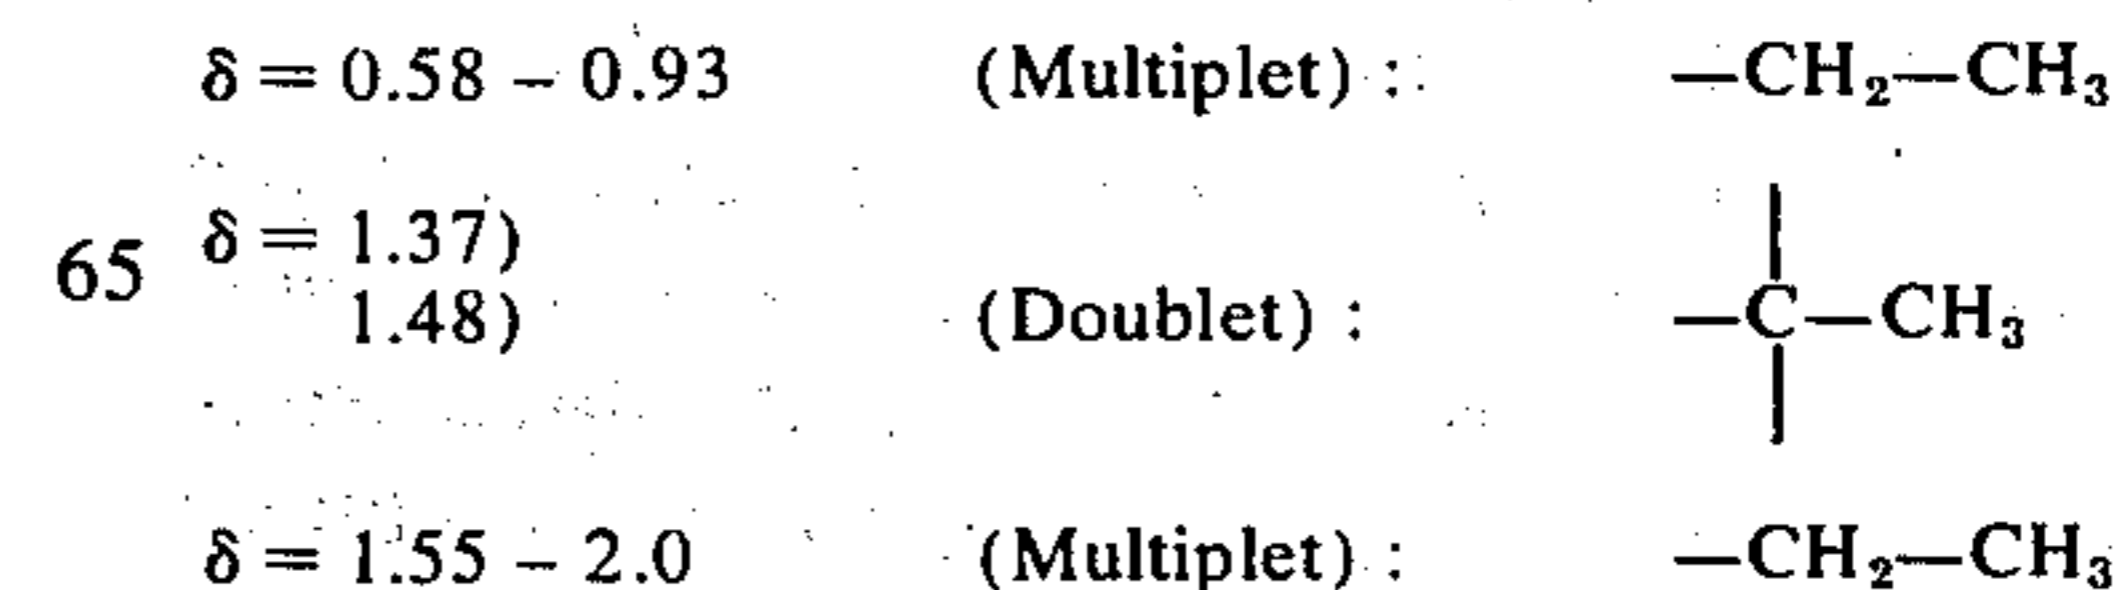 δ = 0.58 – 0.93 (Multiplet) : —CH₂—CH₃
65 δ = 1.37)
1.48) (Doublet) : —C—CH₃
δ = 1.55 – 2.0 (Multiplet) : —CH₂—CH₃